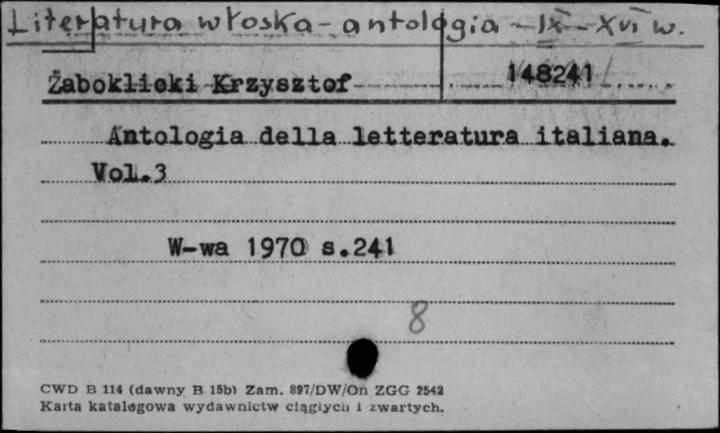 Literatura włoska - antologia - IX - XVI w.
Żaboklicki Krzysztof 148241
Antologia della letteratura italiana.
Vol.3
W-wa 1970 s.241
8
CWD B 114 (dawny B 15b) Zam. 897/DW/On ZGG 2542
Karta katalogowa wydawnictw ciągłych i zwartych.